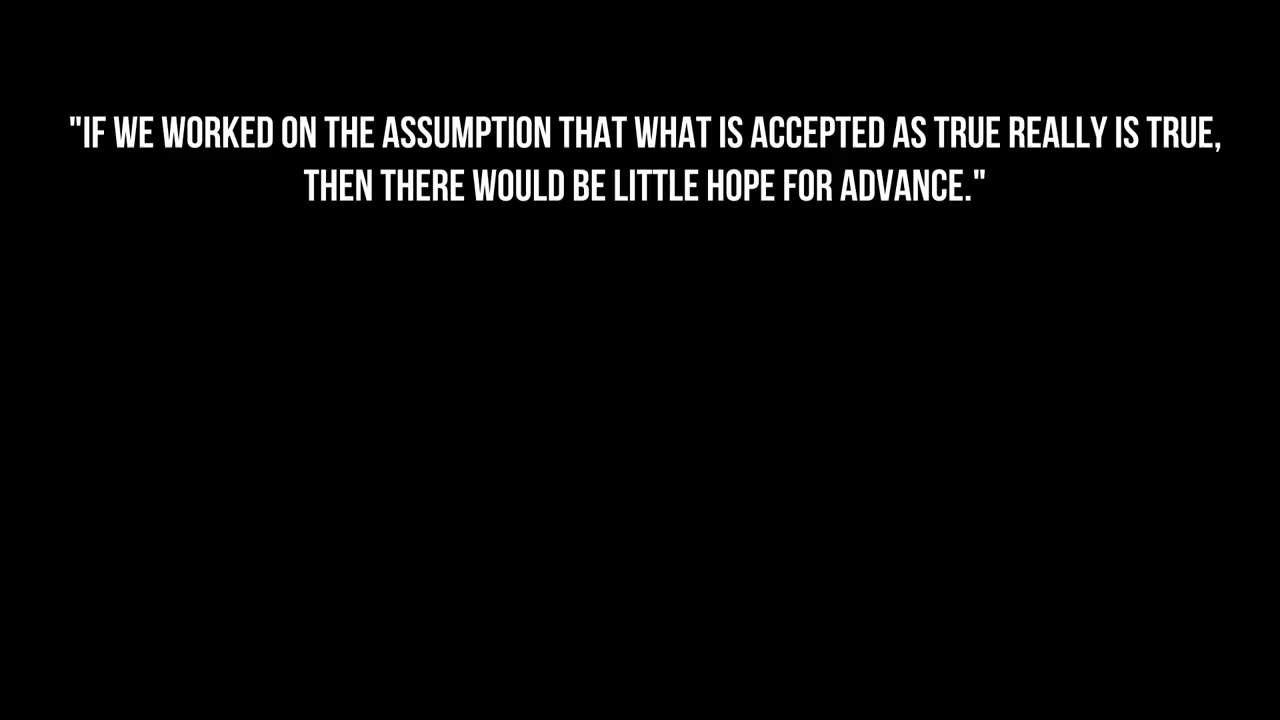 "IF WE WORKED ON THE ASSUMPTION THAT WHAT IS ACCEPTED AS TRUE REALLY IS TRUE,
THEN THERE WOULD BE LITTLE HOPE FOR ADVANCE."